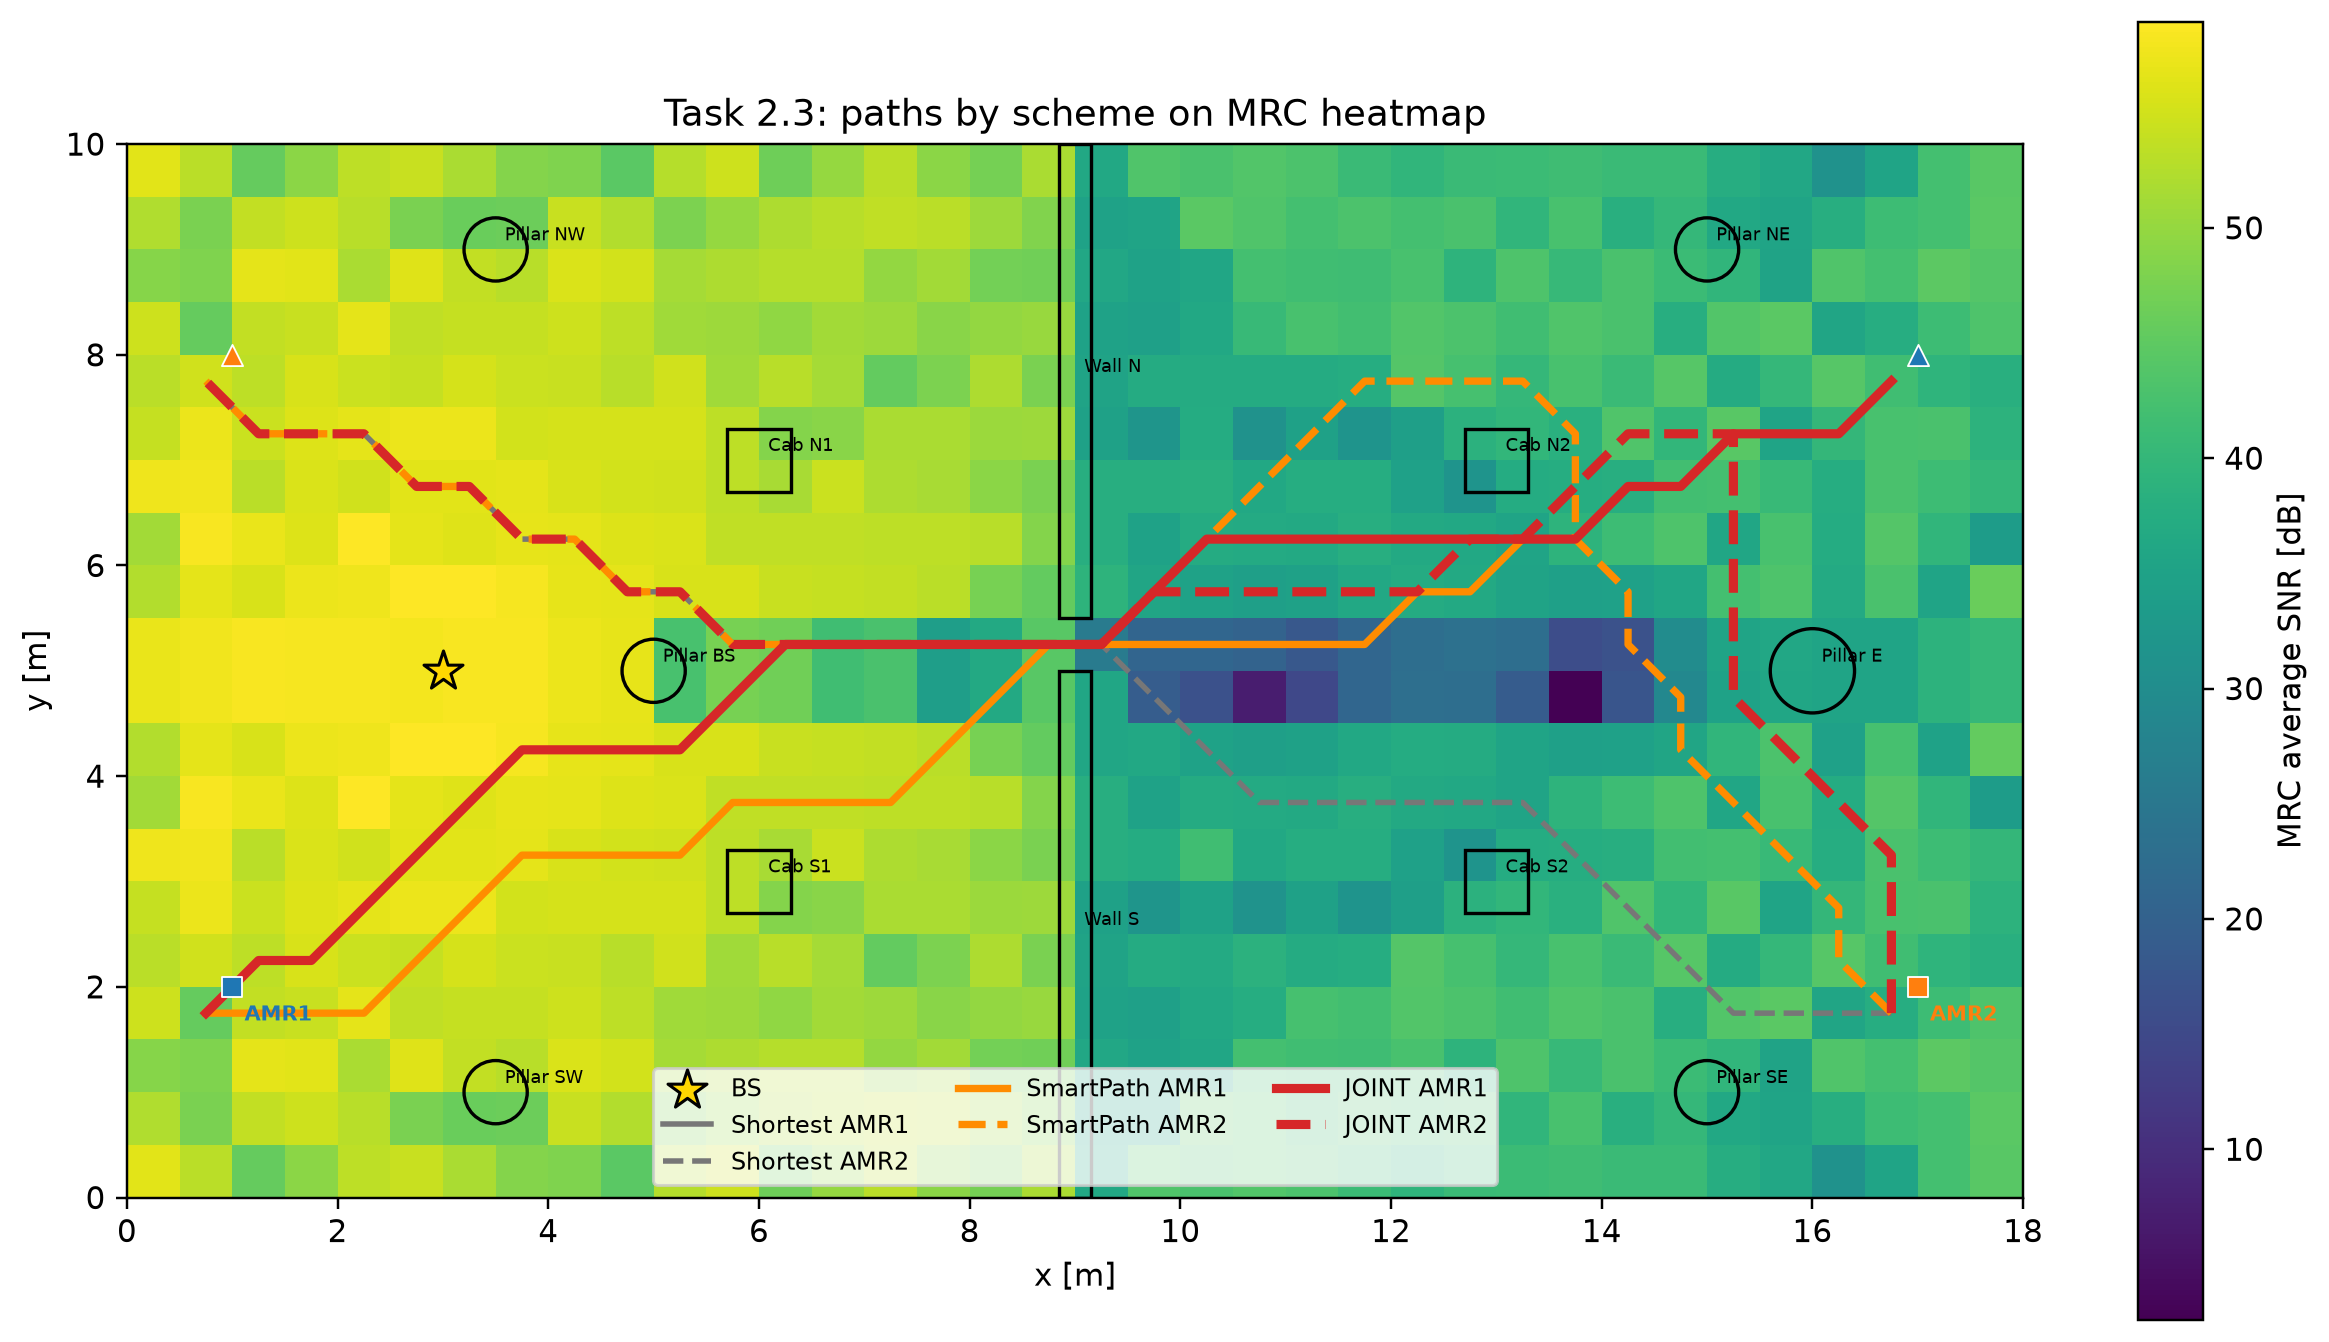 Task 2.3: paths by scheme on MRC heatmap
10
8
6
4
2
0
y [m]
Pillar NW
Pillar NE
Wall N
Cab N1
Cab N2
Pillar BS
Pillar E
Cab S1
Cab S2
Wall S
AMR1
AMR2
Pillar SW
Pillar SE
BS
Shortest AMR1
Shortest AMR2
SmartPath AMR1
SmartPath AMR2
JOINT AMR1
JOINT AMR2
0 2 4 6 8 10 12 14 16 18
x [m]
50
40
30
20
10
MRC average SNR [dB]